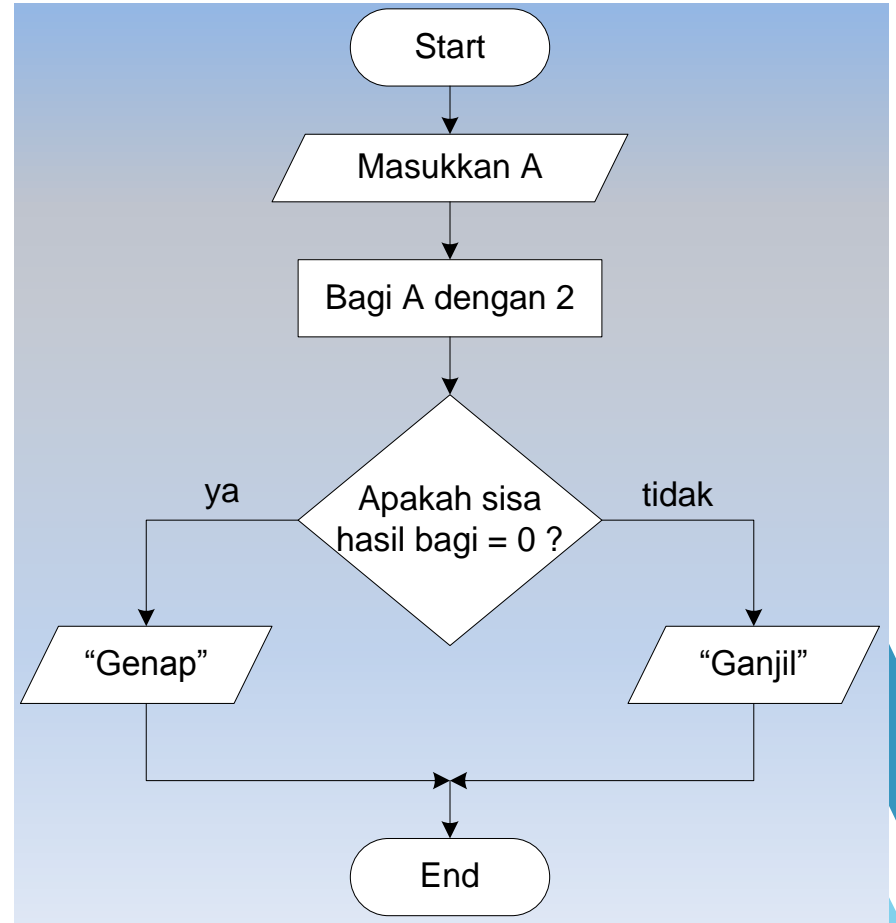 Start
Masukkan A
Bagi A dengan 2
ya
Apakah sisa
hasil bagi = 0 ?
tidak
“Genap”
“Ganjil”
End